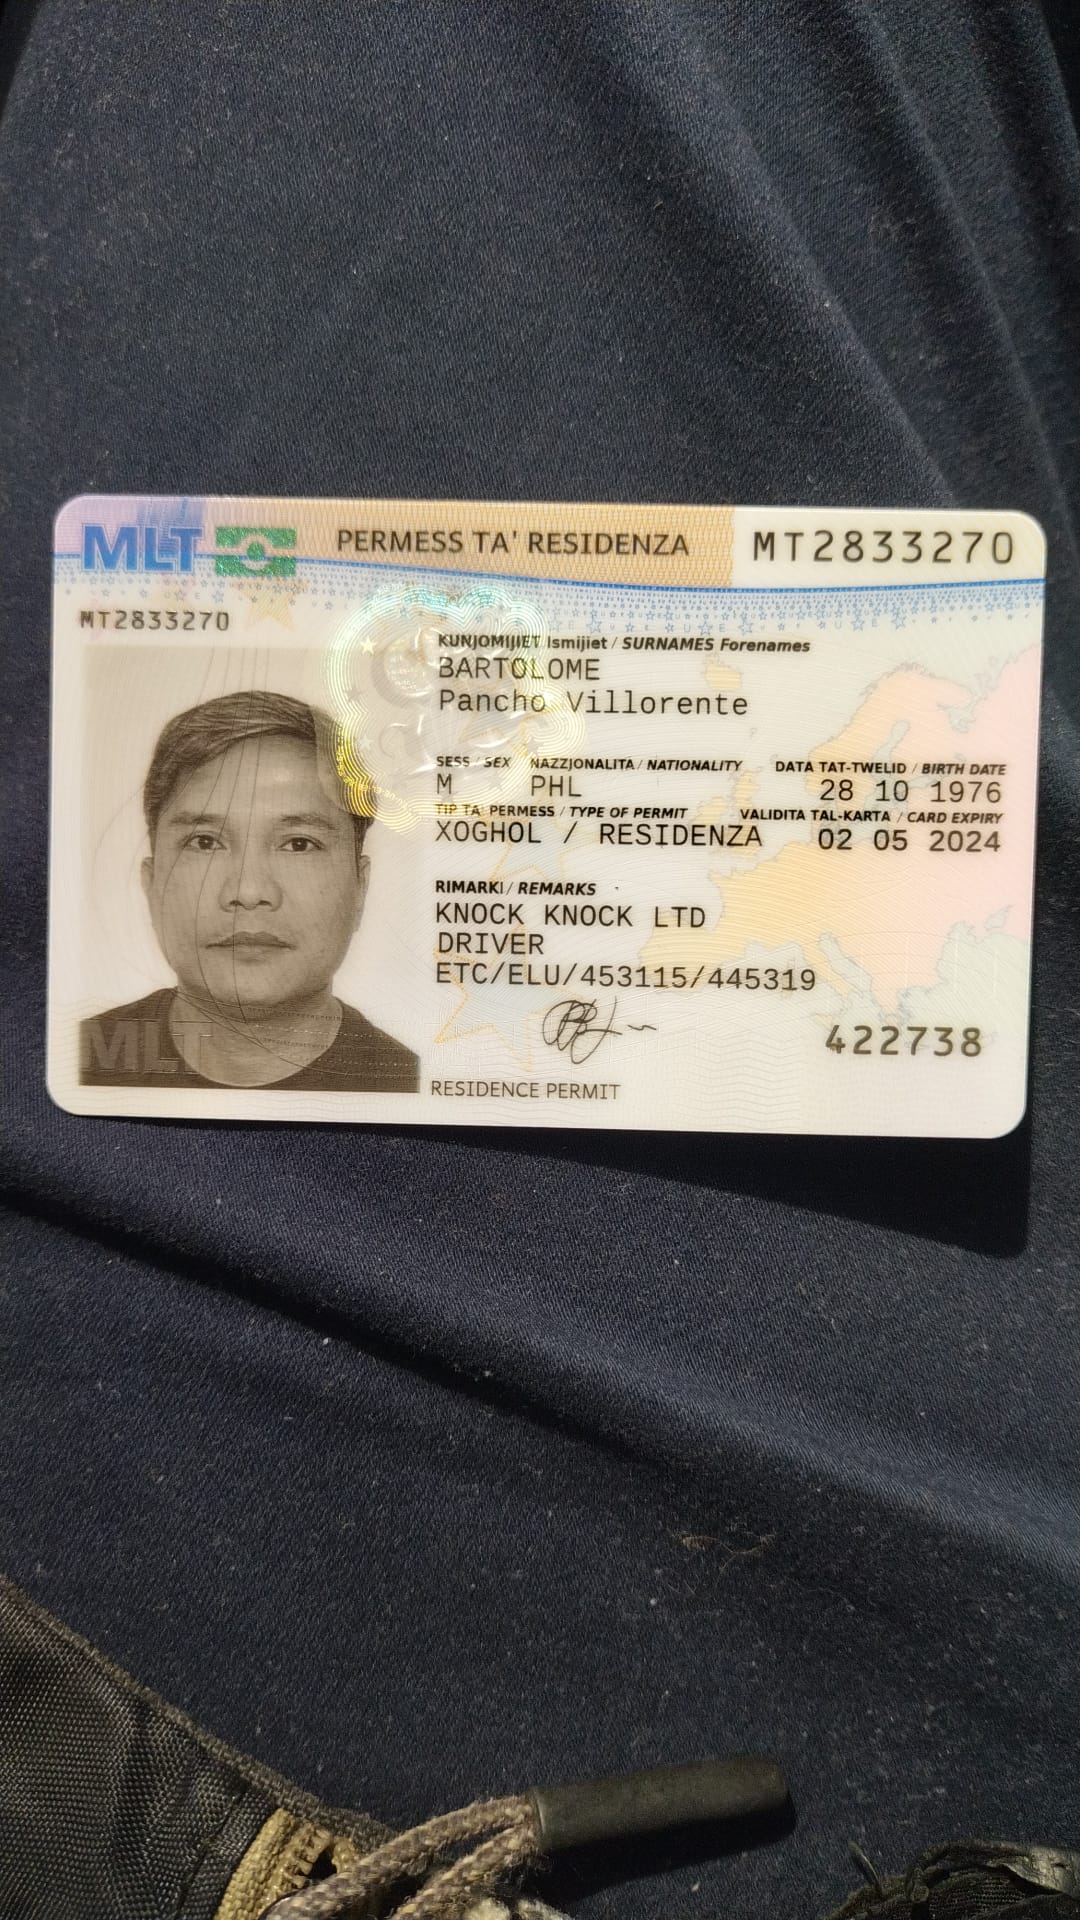 MLT PERMESS TA' RESIDENZA MT2833270
MT2833270
KUNJOMIJIET Ismijiet / SURNAMES Forenames
BARTOLOME
Pancho Villorente
SESS / SEX NAZZJONALITA / NATIONALITY DATA TAT-TWELID / BIRTH DATE
M PHL 28 10 1976
TIP TA' PERMESS / TYPE OF PERMIT VALIDITA TAL-KARTA / CARD EXPIRY
XOGHOL / RESIDENZA 02 05 2024
RIMARKI / REMARKS
KNOCK KNOCK LTD
DRIVER
ETC/ELU/453115/445319
422738
MLT
RESIDENCE PERMIT